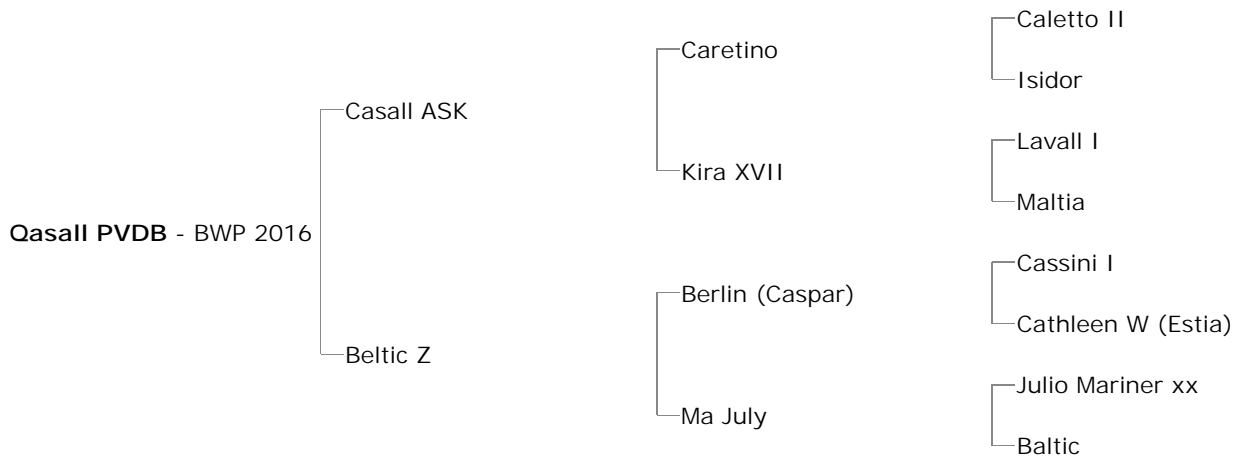 Caletto II
Caretino
Isidor
Casall ASK
Lavall I
Kira XVII
Maltia
Qasall PVDB - BWP 2016
Cassini I
Berlin (Caspar)
Cathleen W (Estia)
Beltic Z
Julio Mariner xx
Ma July
Baltic